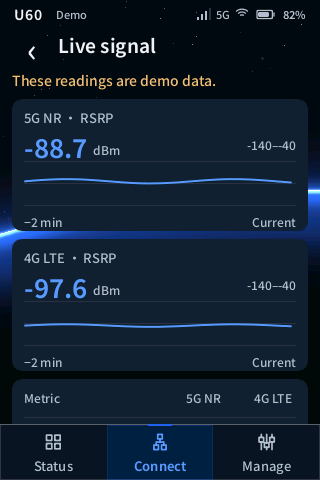 U60 Demo 5G 82%
Live signal
These readings are demo data.
5G NR • RSRP
-88.7 dBm -140–-40
−2 min Current
4G LTE • RSRP
-97.6 dBm -140–-40
−2 min Current
Metric 5G NR 4G LTE
Status Connect Manage